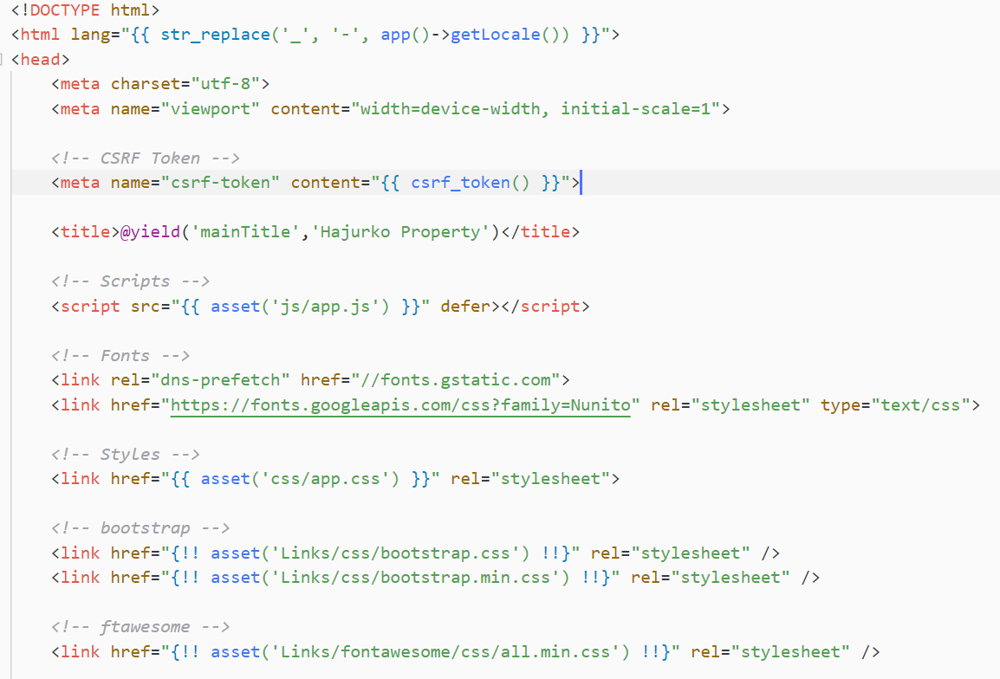 <!DOCTYPE html>
<html lang="{{ str_replace('_', '-', app()->getLocale()) }}">
<head>
    <meta charset="utf-8">
    <meta name="viewport" content="width=device-width, initial-scale=1">

    <!-- CSRF Token -->
    <meta name="csrf-token" content="{{ csrf_token() }}">

    <title>@yield('mainTitle','Hajurko Property')</title>

    <!-- Scripts -->
    <script src="{{ asset('js/app.js') }}" defer></script>

    <!-- Fonts -->
    <link rel="dns-prefetch" href="//fonts.gstatic.com">
    <link href="https://fonts.googleapis.com/css?family=Nunito" rel="stylesheet" type="text/css">

    <!-- Styles -->
    <link href="{{ asset('css/app.css') }}" rel="stylesheet">

    <!-- bootstrap -->
    <link href="{!! asset('Links/css/bootstrap.css') !!}" rel="stylesheet" />
    <link href="{!! asset('Links/css/bootstrap.min.css') !!}" rel="stylesheet" />

    <!-- ftawesome -->
    <link href="{!! asset('Links/fontawesome/css/all.min.css') !!}" rel="stylesheet" />